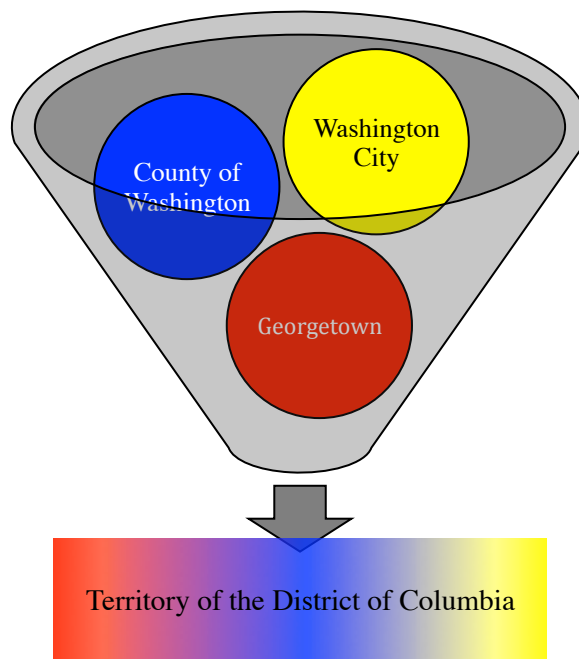 Washington
City
County of
Washington
Georgetown
Territory of the District of Columbia